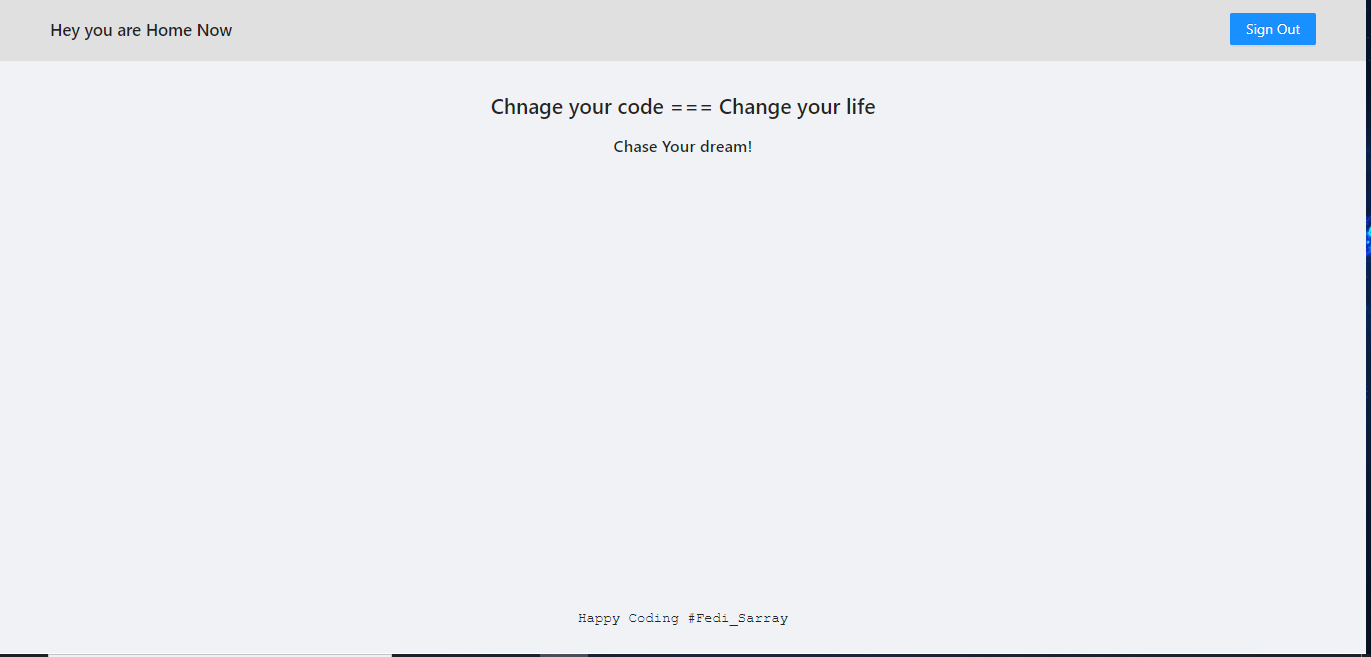 Hey you are Home Now
Sign Out
Chnage your code === Change your life
Chase Your dream!
Happy Coding #Fedi_Sarray